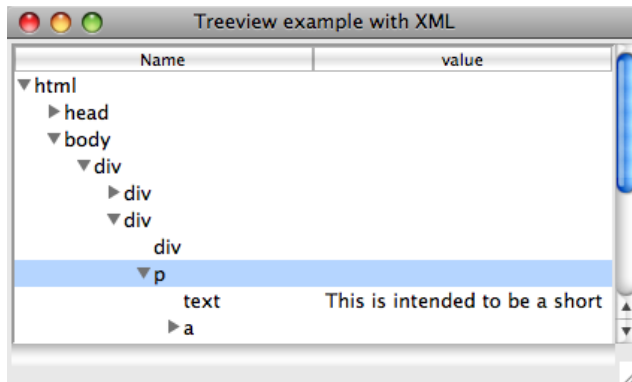 Treeview example with XML
Name value
html
head
body
div
div
div
div
p
text This is intended to be a short
a